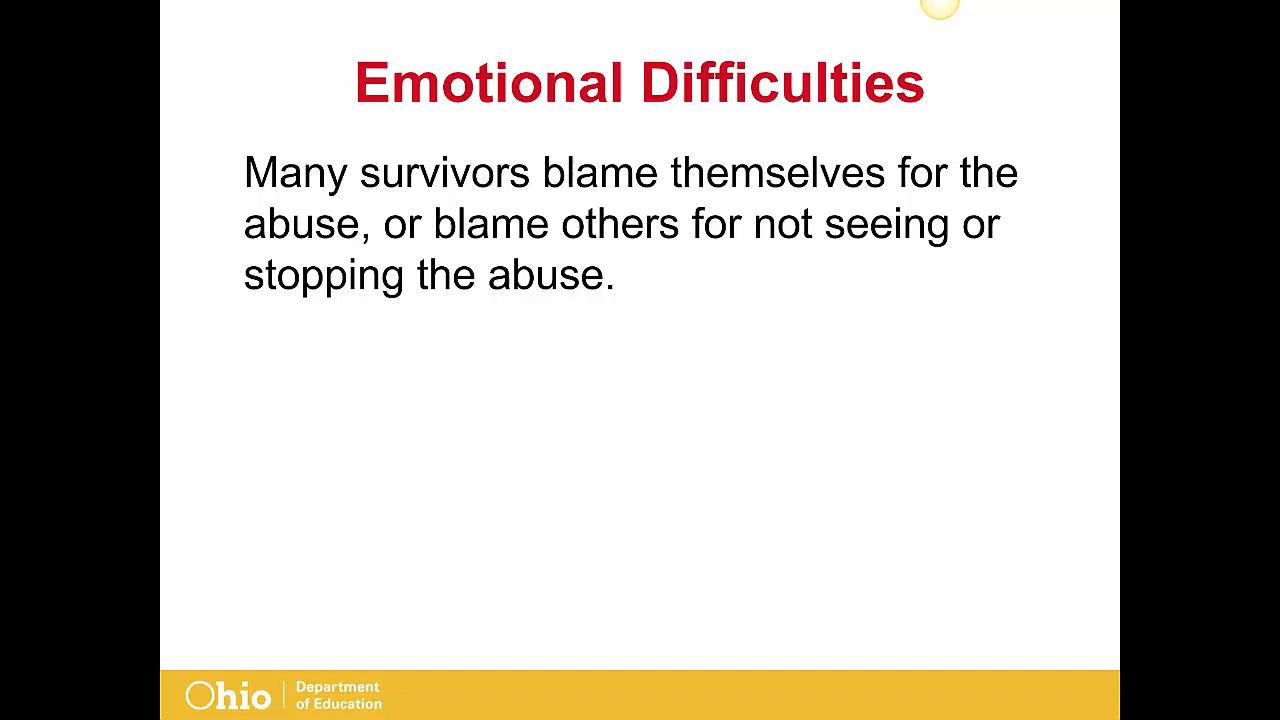 Emotional Difficulties
Many survivors blame themselves for the
abuse, or blame others for not seeing or
stopping the abuse.
Ohio
Department
of Education